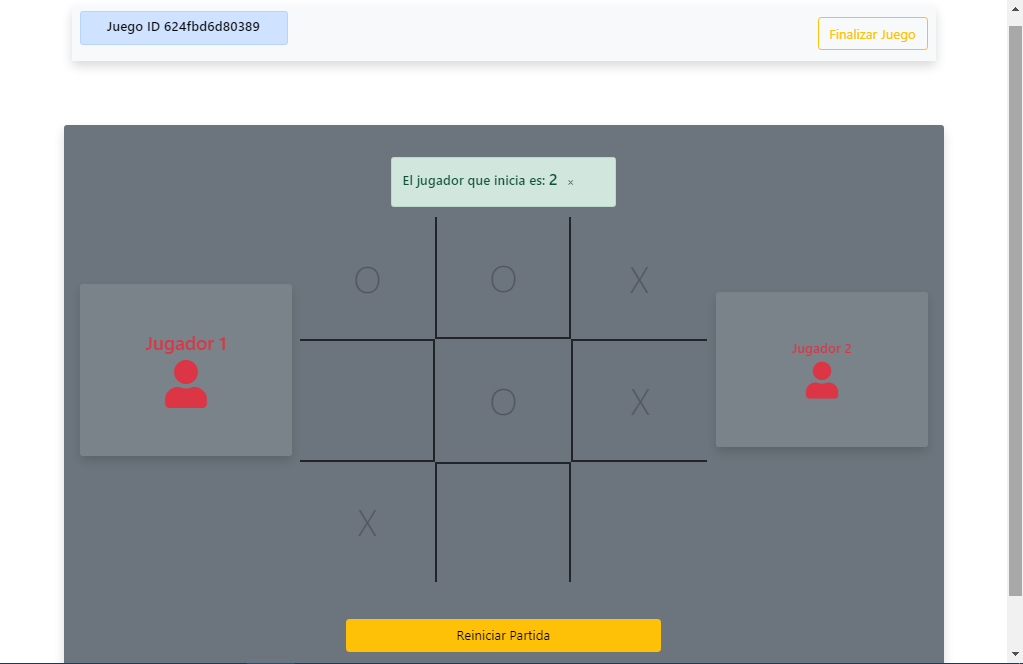 Juego ID 624fbd6d80389
Finalizar Juego
El jugador que inicia es: 2 ×
O O X
Jugador 1
Jugador 2
O X
X
Reiniciar Partida